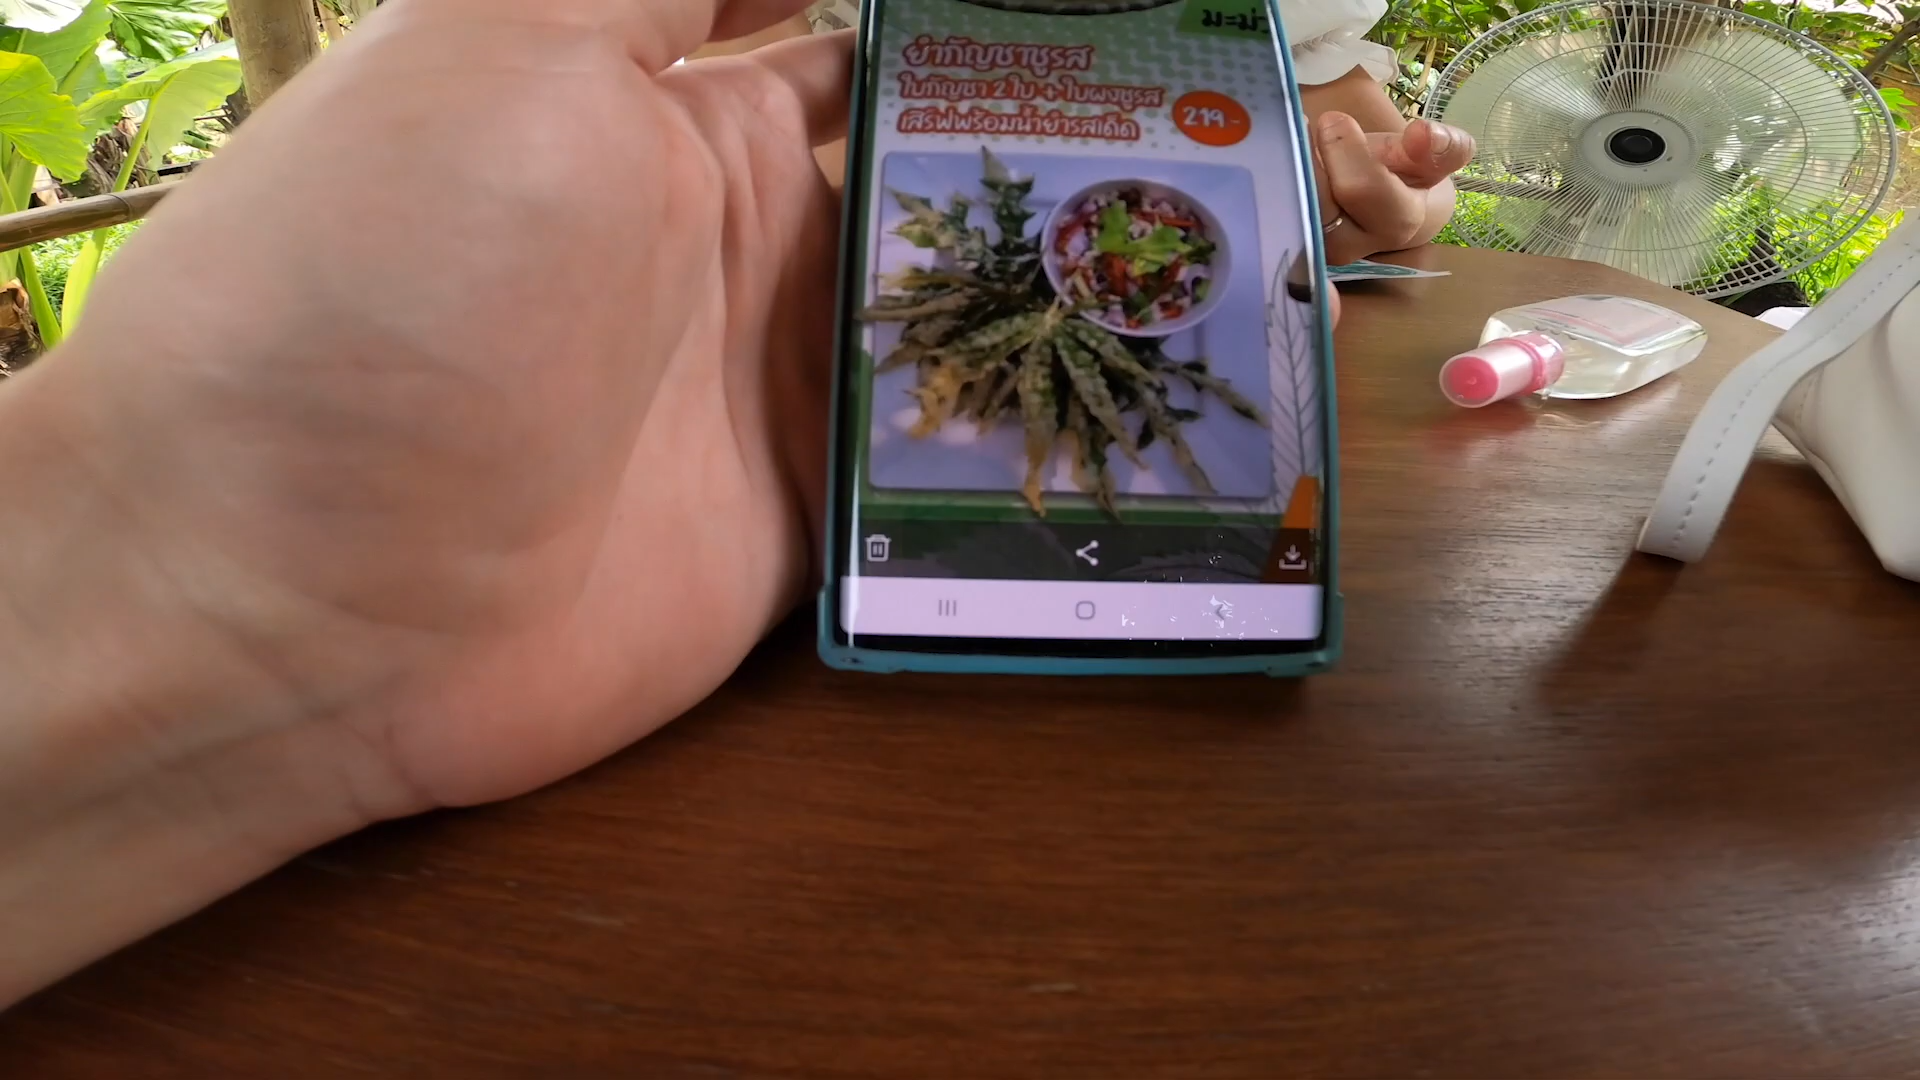 ยำกัญชาชูรส
ใบกัญชา 2 ใบ + ใบผงชูรส
219.-
เสิร์ฟพร้อมน้ำยำรสเด็ด